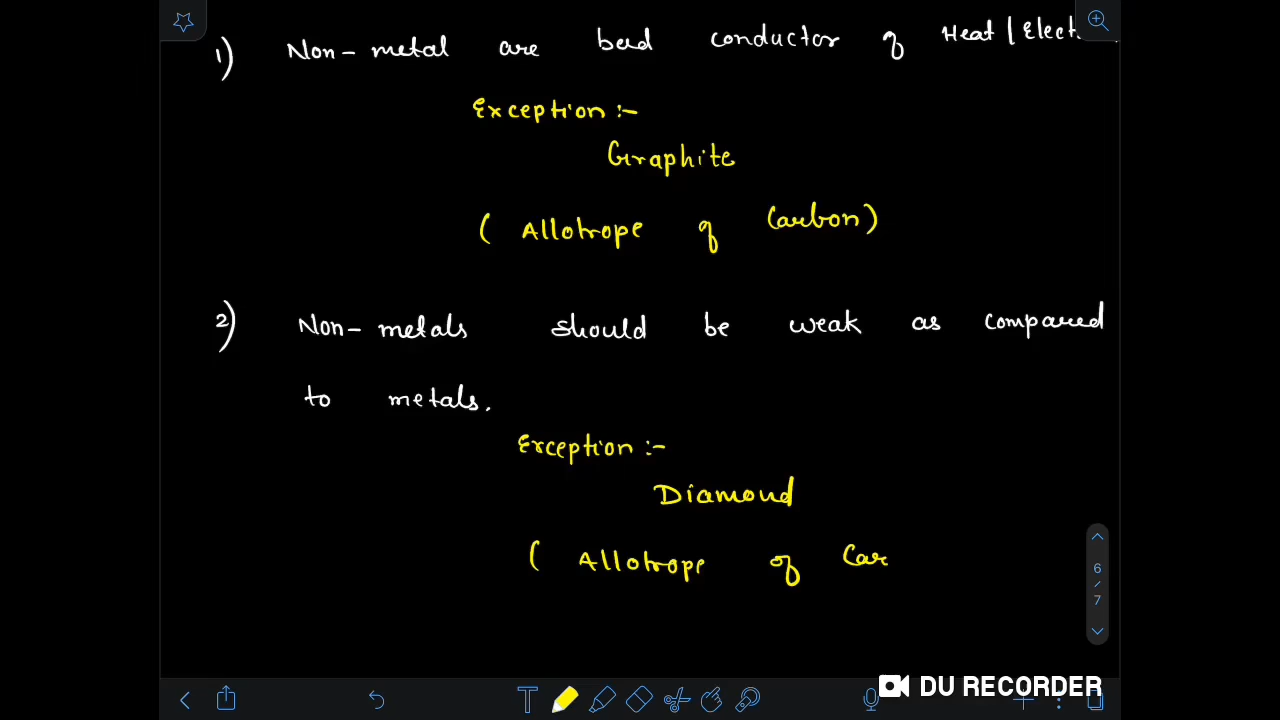 1) Non-metal are bad conductor of Heat/Elect
Exception :-
Graphite
(Allotrope of Carbon)
2) Non-metals should be weak as compared
to metals.
Exception :-
Diamond
(Allotrope of Car
6/7
T
DU RECORDER